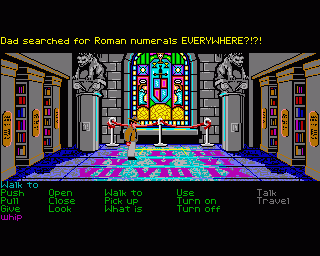 Dad searched for Roman numerals EVERYWHERE?!?!
Walk to
Push Open Walk to Use Talk
Pull Close Pick up Turn on Travel
Give Look What is Turn off
whip